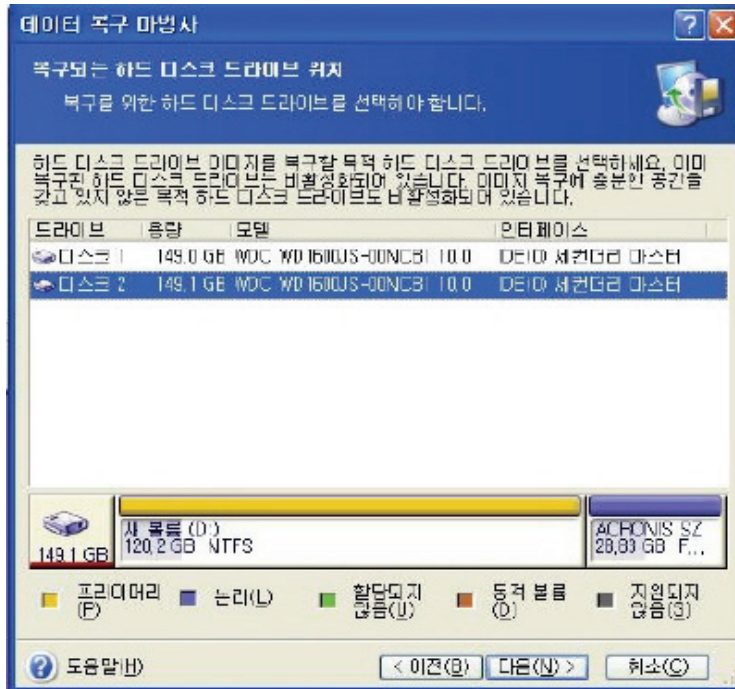 데이터 복구 마법사
복구되는 하드 디스크 드라이브 위치
복구를 위한 하드 디스크 드라이브를 선택해야 합니다.
하드 디스크 드라이브 이미지를 복구할 목적 하드 디스크 드라이브를 선택하세요, 이미
복구된 하드 디스크 드라이브는 비활성화되어 있습니다. 이미지 복구에 충분한 공간을
갖고 있지 않은 목적 하드 디스크 드라이브도 비활성화되어 있습니다.
드라이브 용량 모델 인터페이스
디스크 1 149.0 GB WDC WD1600JS-00NCB1 10.0 IDE(0) 세컨더리 마스터
디스크 2 149.1 GB WDC WD1600JS-00NCB1 10.0 IDE(0) 세컨더리 마스터
149.1 GB
새 볼륨 (D:)
120.2 GB NTFS
ACRONIS SZ
28.83 GB F...
프라이머리(P) 논리(L) 할당되지 않음(U) 동적 볼륨(D) 지원되지 않음(S)
도움말(H) < 이전(B) 다음(N) > 취소(C)